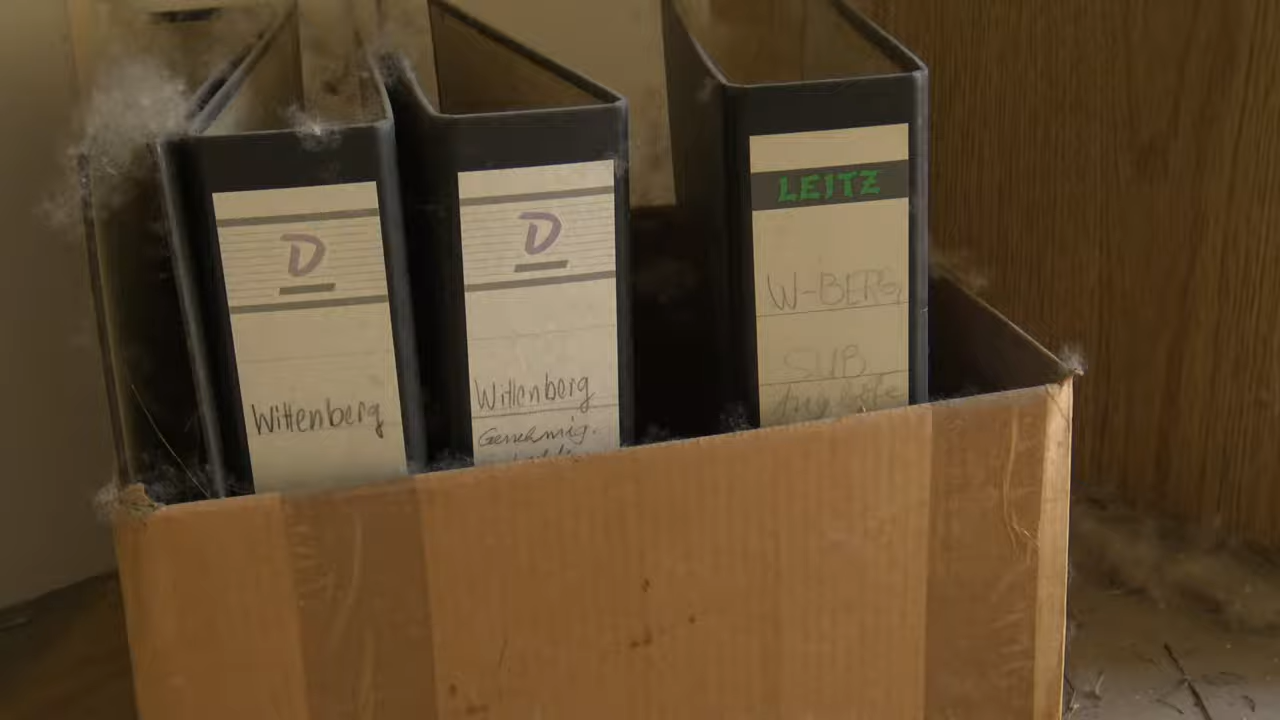 D
Wittenberg
D
Wittenberg
Genehmig.
LEITZ
W-BERG
SUB